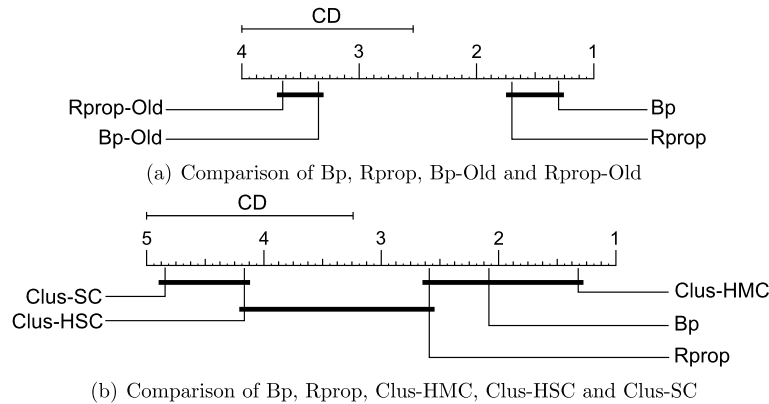 CD
4 3 2 1
Rprop-Old Bp
Bp-Old Rprop
(a) Comparison of Bp, Rprop, Bp-Old and Rprop-Old
CD
5 4 3 2 1
Clus-SC Clus-HMC
Clus-HSC Bp
Rprop
(b) Comparison of Bp, Rprop, Clus-HMC, Clus-HSC and Clus-SC